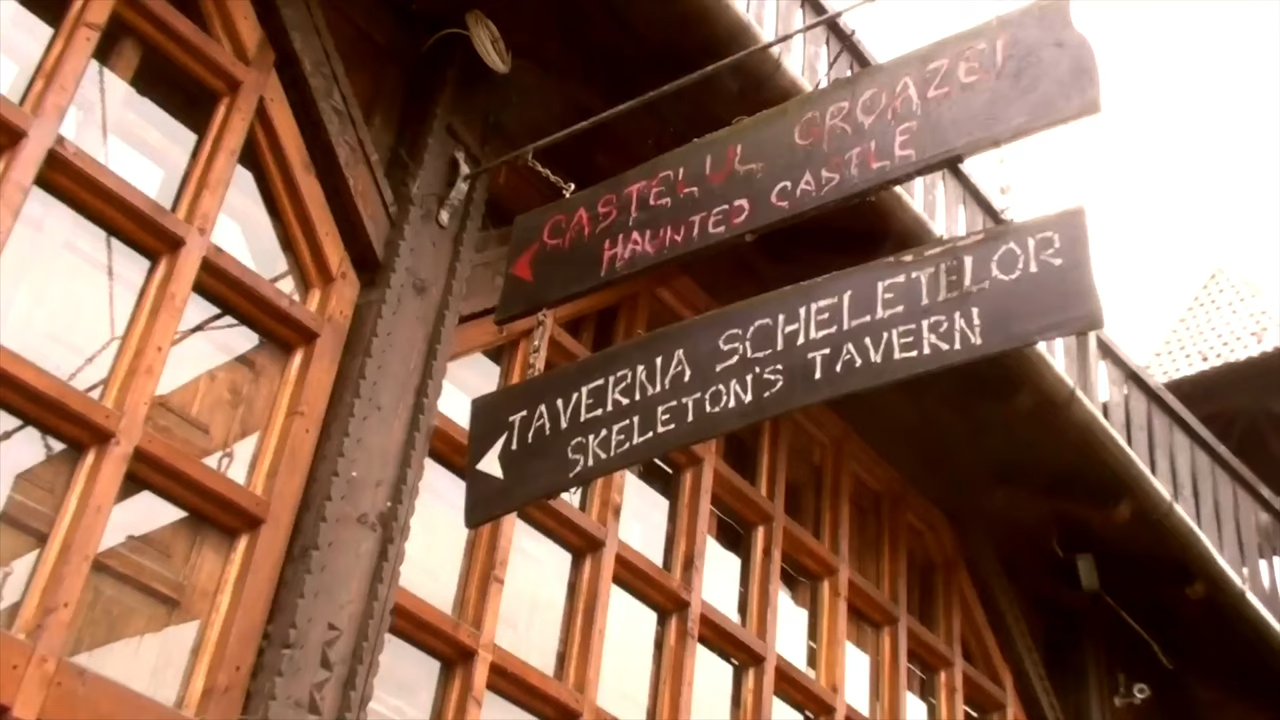 CASTELUL GROAZEI
HAUNTED CASTLE
TAVERNA SCHELETELOR
SKELETON'S TAVERN